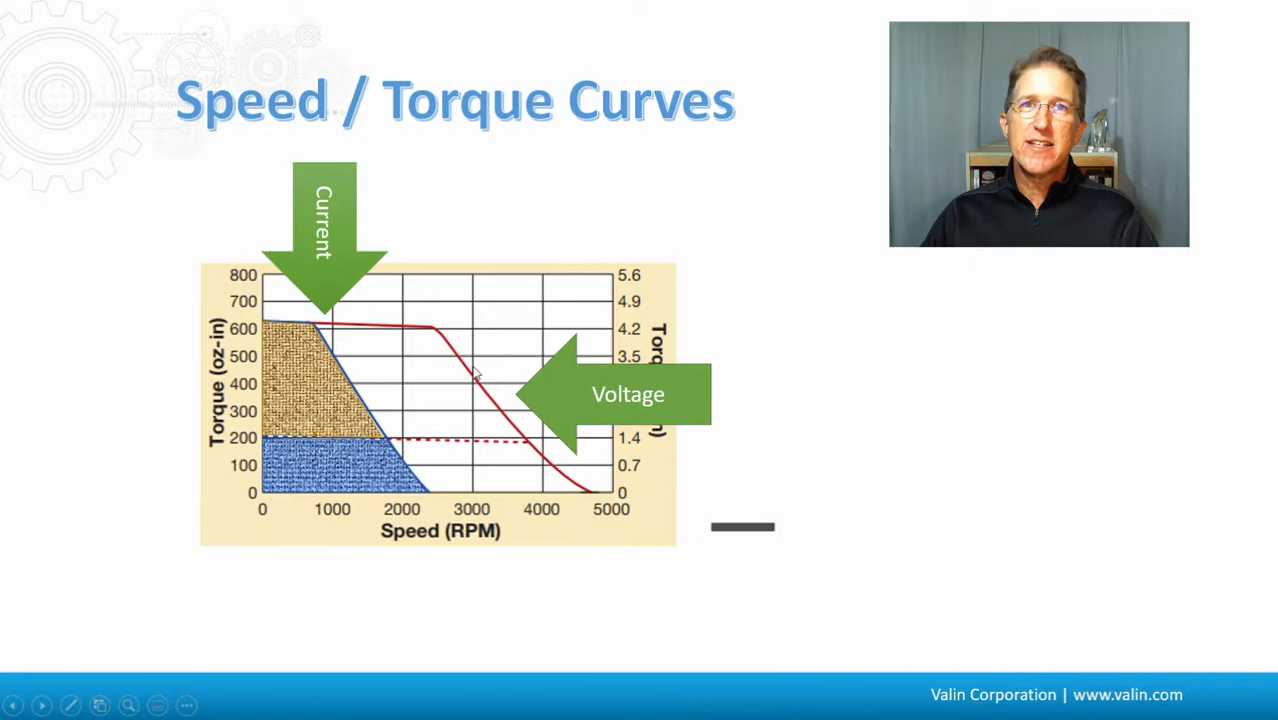 Speed / Torque Curves
Current
800
700
600
500
400
300
200
100
0
Torque (oz-in)
5.6
4.9
4.2
3.5
1.4
0.7
0
Voltage
0 1000 2000 3000 4000 5000
Speed (RPM)
Valin Corporation | www.valin.com